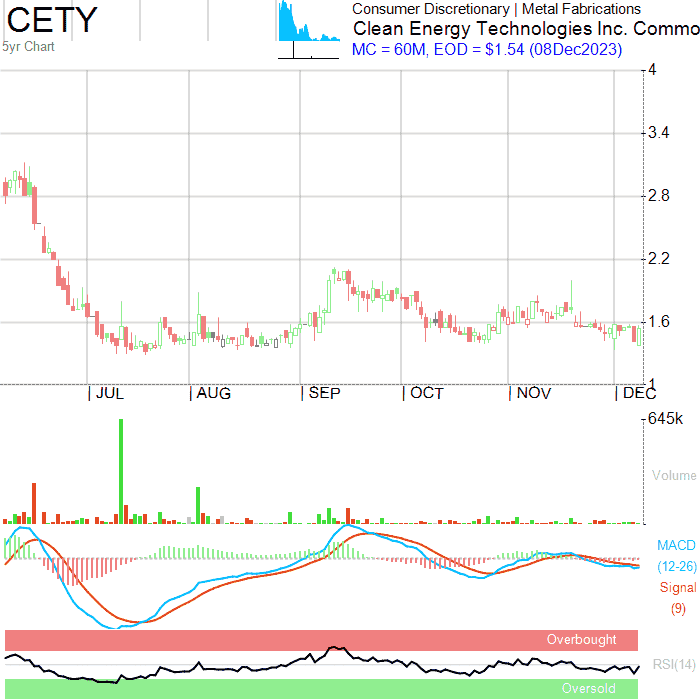 CETY
5yr Chart
Consumer Discretionary | Metal Fabrications
Clean Energy Technologies Inc. Commo
MC = 60M, EOD = $1.54 (08Dec2023)
4
3.4
2.8
2.2
1.6
1
JUL AUG SEP OCT NOV DEC
645k
Volume
MACD
(12-26)
Signal
(9)
Overbought
RSI(14)
Oversold